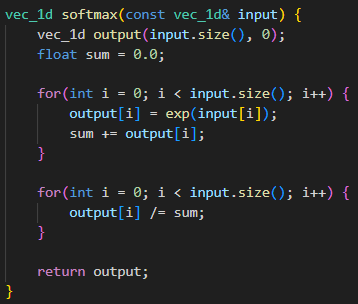 vec_1d softmax(const vec_1d& input) {
    vec_1d output(input.size(), 0);
    float sum = 0.0;

    for(int i = 0; i < input.size(); i++) {
        output[i] = exp(input[i]);
        sum += output[i];
    }

    for(int i = 0; i < input.size(); i++) {
        output[i] /= sum;
    }

    return output;
}